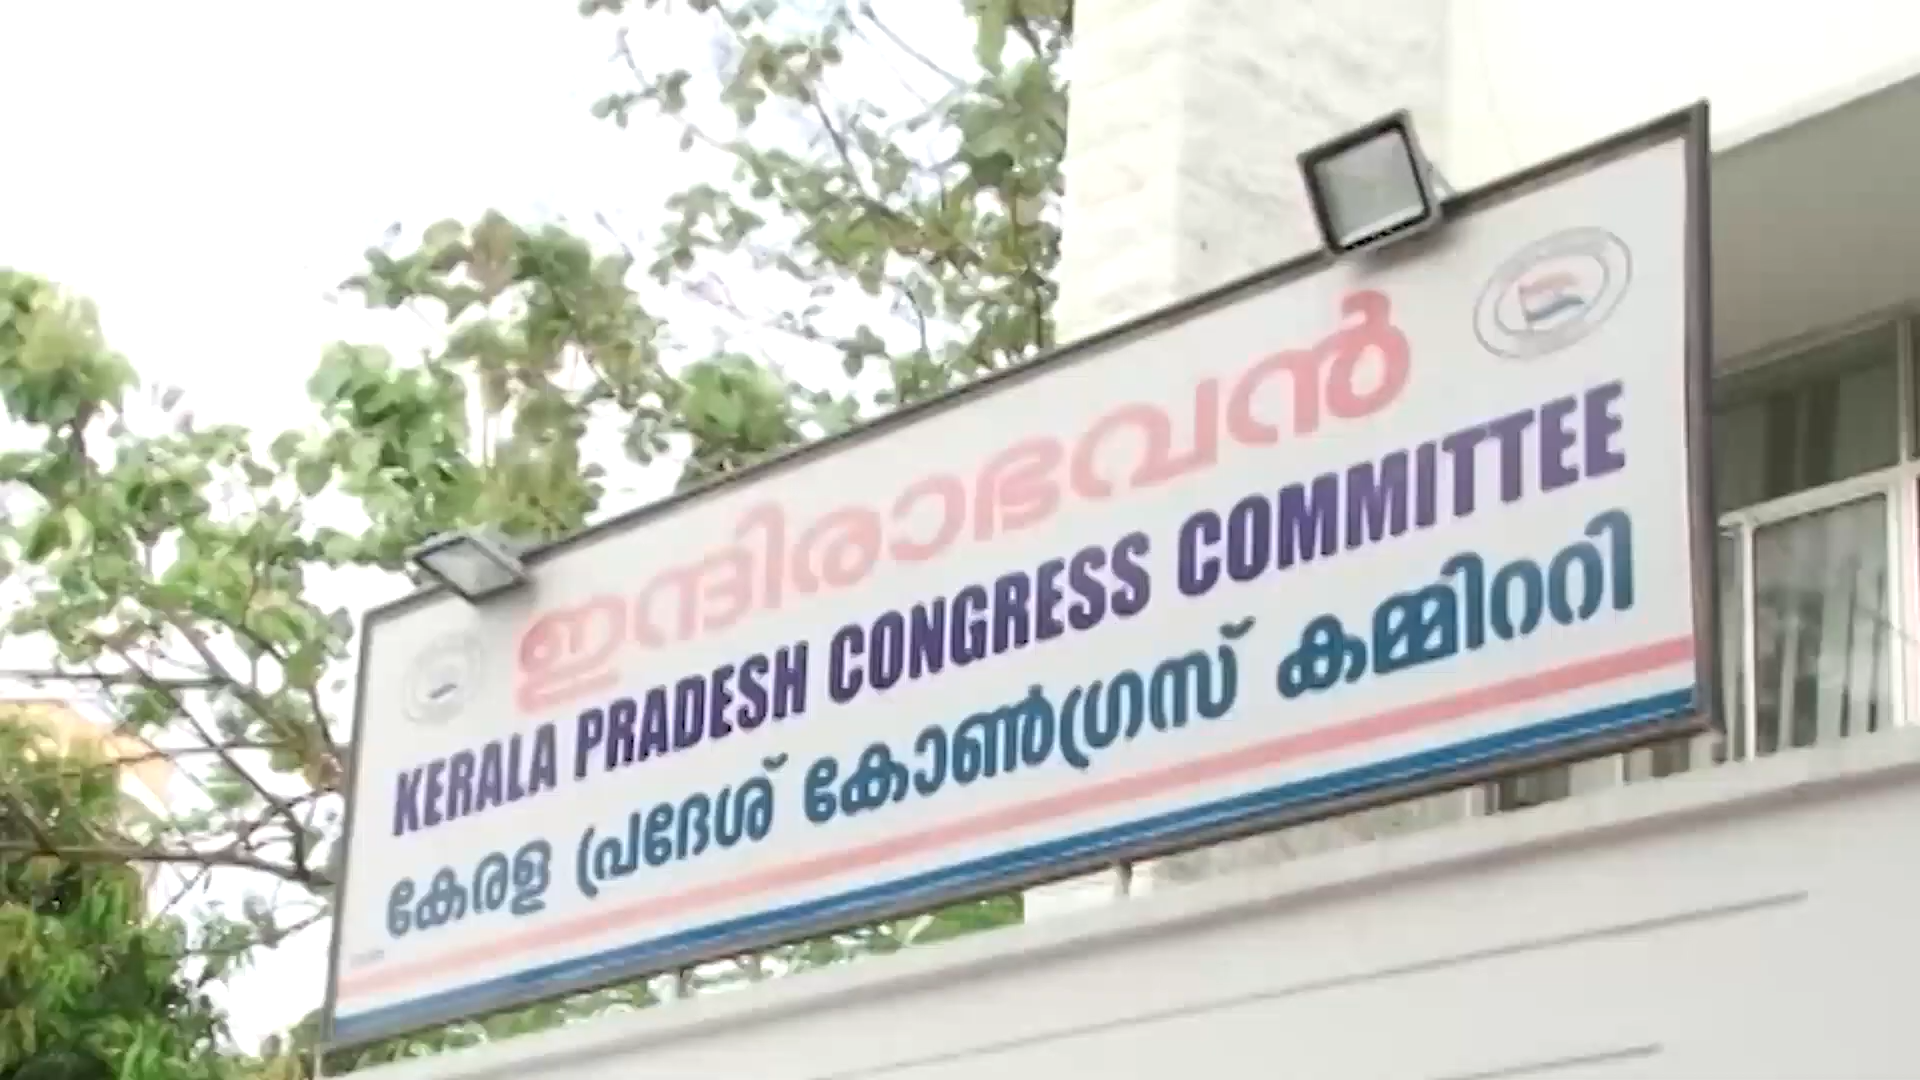 ഇന്ദിരാഭവൻ
KERALA PRADESH CONGRESS COMMITTEE
കേരള പ്രദേശ് കോൺഗ്രസ് കമ്മിററി